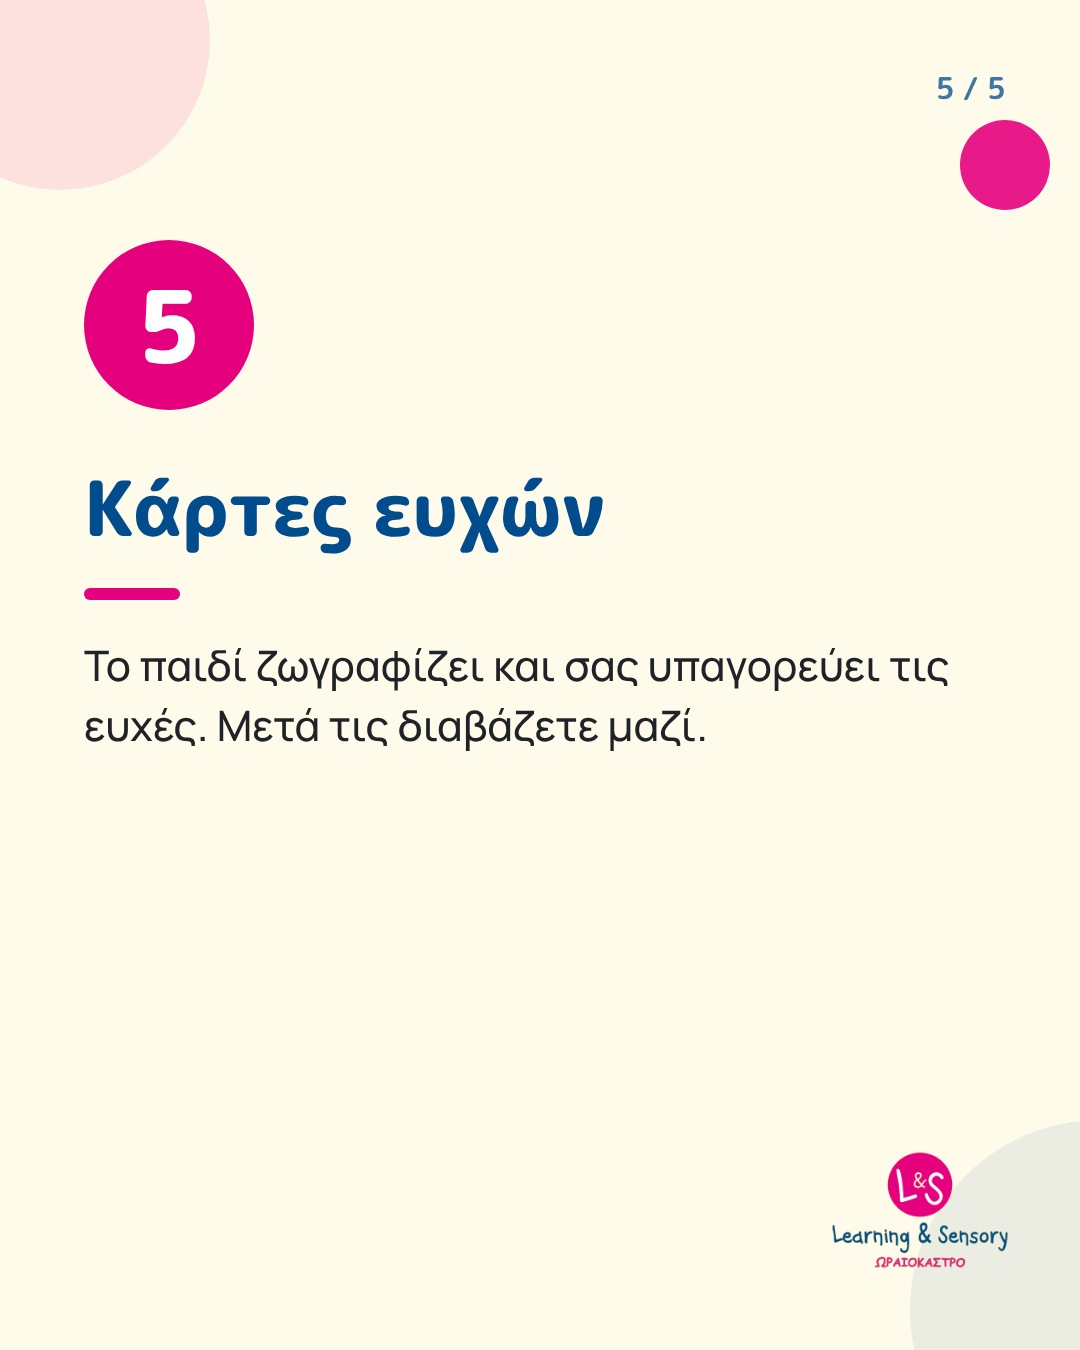 5 / 5
5
Κάρτες ευχών
Το παιδί ζωγραφίζει και σας υπαγορεύει τις
ευχές. Μετά τις διαβάζετε μαζί.
L&S
Learning & Sensory
ΩΡΑΙΟΚΑΣΤΡΟ